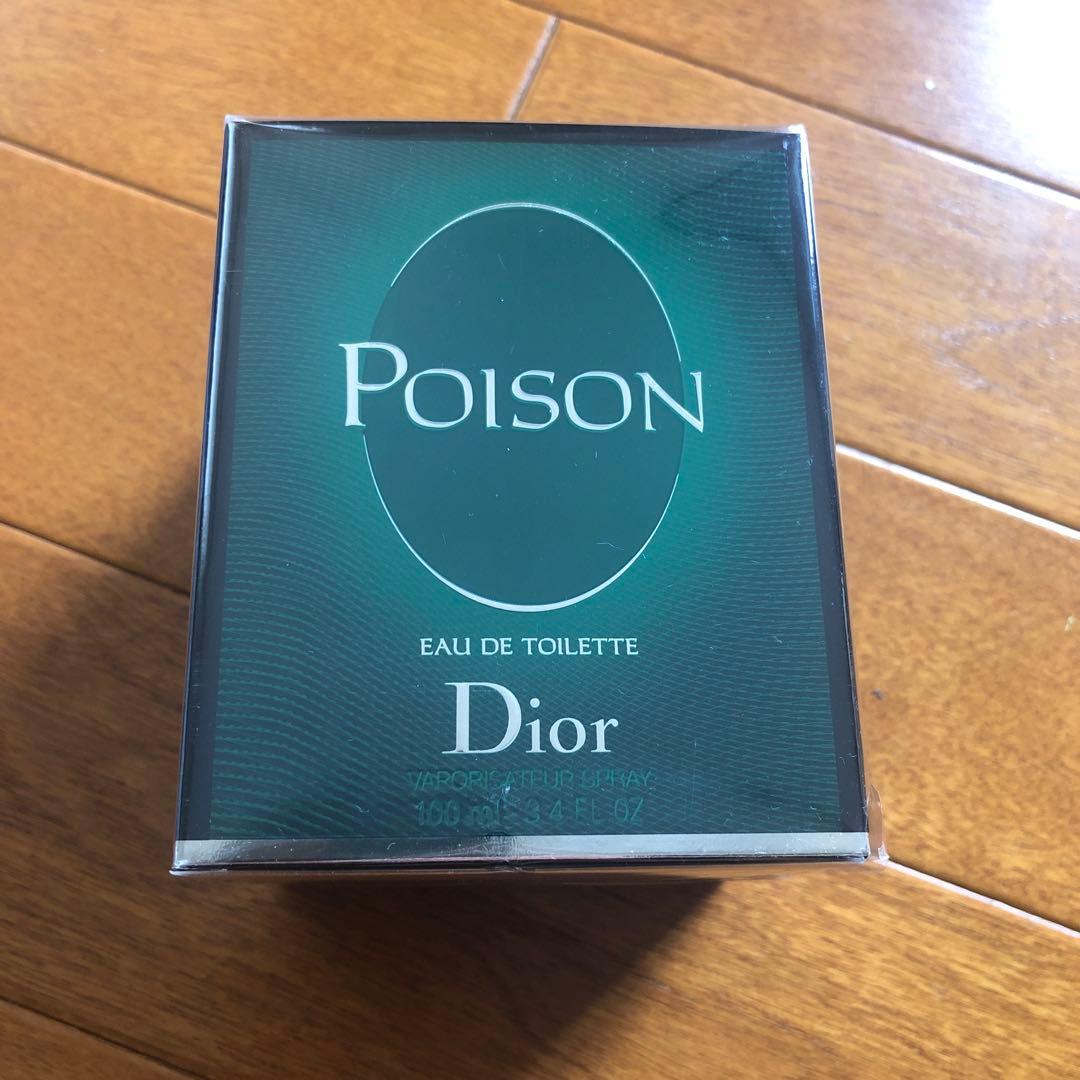 POISON
EAU DE TOILETTE
Dior
VAPORISATEUR SPRAY
100 ml - 3.4 FL. OZ